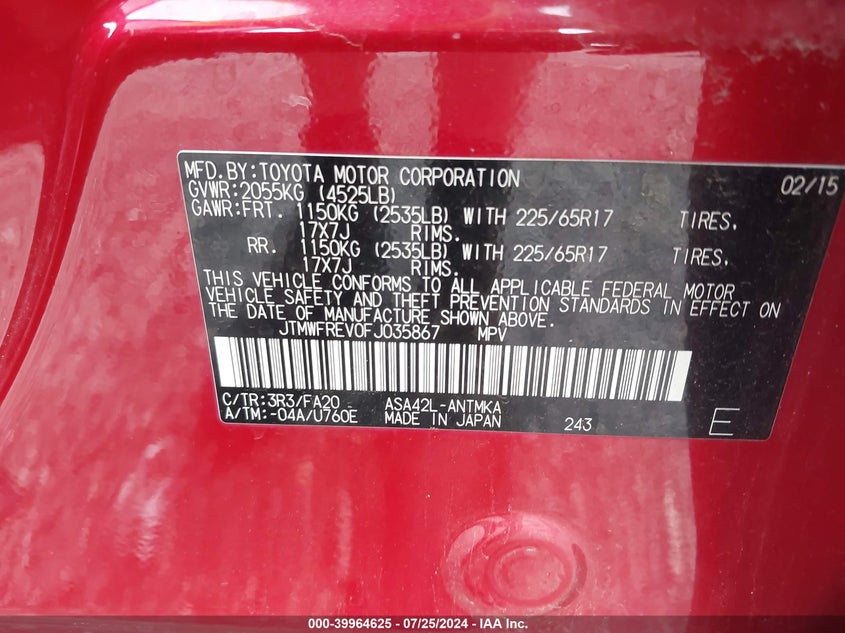 MFD.BY:TOYOTA MOTOR CORPORATION 02/15
GVWR:2055KG (4525LB)
GAWR:FRT. 1150KG (2535LB) WITH 225/65R17 TIRES.
17X7J RIMS.
RR. 1150KG (2535LB) WITH 225/65R17 TIRES.
17X7J RIMS.
THIS VEHICLE CONFORMS TO ALL APPLICABLE FEDERAL MOTOR
VEHICLE SAFETY AND THEFT PREVENTION STANDARDS IN EFFECT ON
THE DATE OF MANUFACTURE SHOWN ABOVE.
JTMWFREV0FJ035867 MPV
C/TR:3R3/FA20 ASA42L-ANTMKA
A/TM:-04A/U760E MADE IN JAPAN 243 E
000-39964625 - 07/25/2024 - IAA Inc.